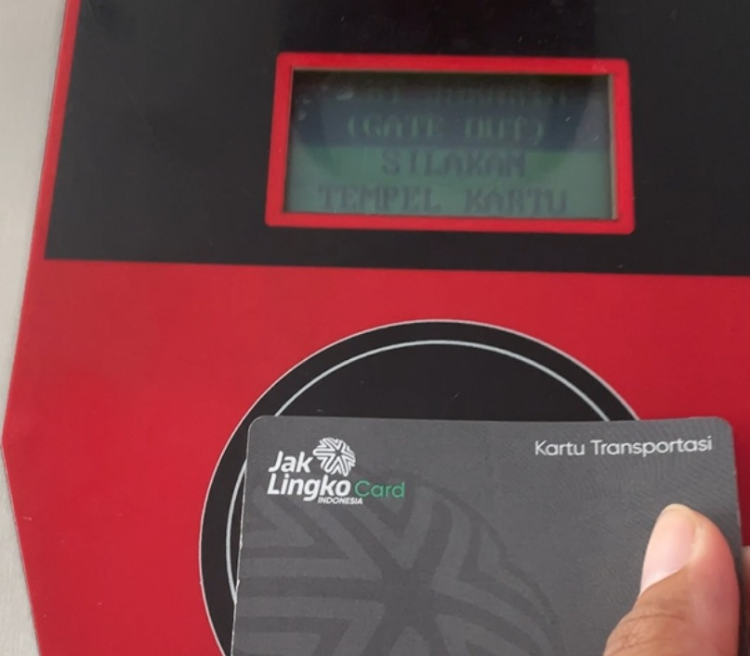 (GATE OUT)
SILAKAN
TEMPEL KARTU
Jak
Lingko Card
INDONESIA
Kartu Transportasi